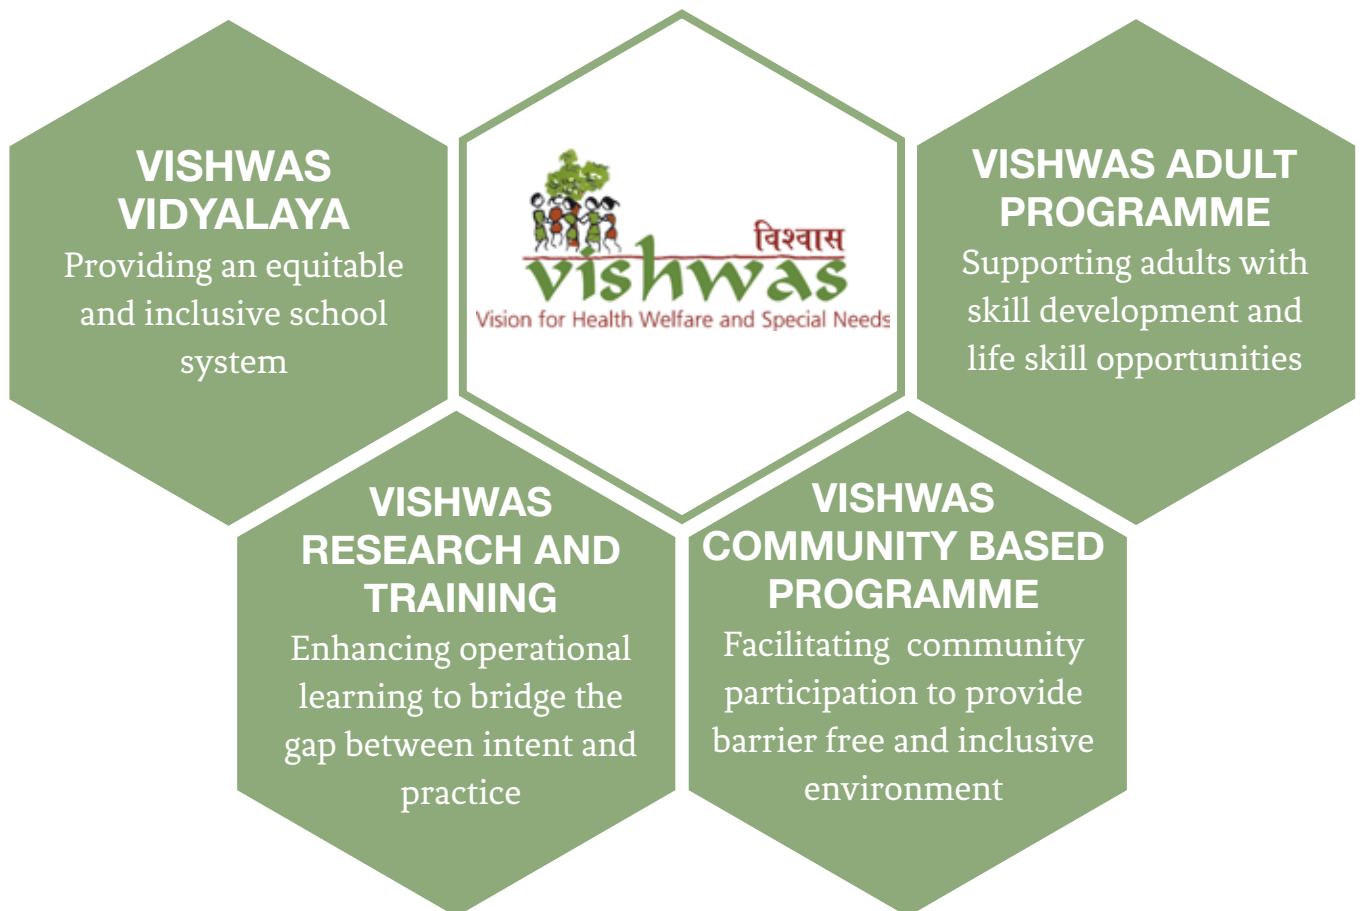 VISHWAS
VIDYALAYA
Providing an equitable
and inclusive school
system
विश्वास
vishwas
Vision for Health Welfare and Special Needs
VISHWAS ADULT
PROGRAMME
Supporting adults with
skill development and
life skill opportunities
VISHWAS
RESEARCH AND
TRAINING
Enhancing operational
learning to bridge the
gap between intent and
practice
VISHWAS
COMMUNITY BASED
PROGRAMME
Facilitating community
participation to provide
barrier free and inclusive
environment